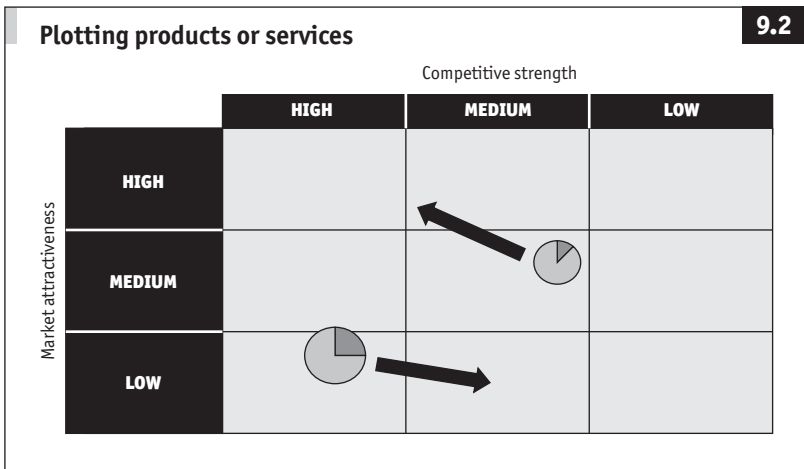 Plotting products or services
9.2
Competitive strength
HIGH
MEDIUM
LOW
Market attractiveness
HIGH
MEDIUM
LOW